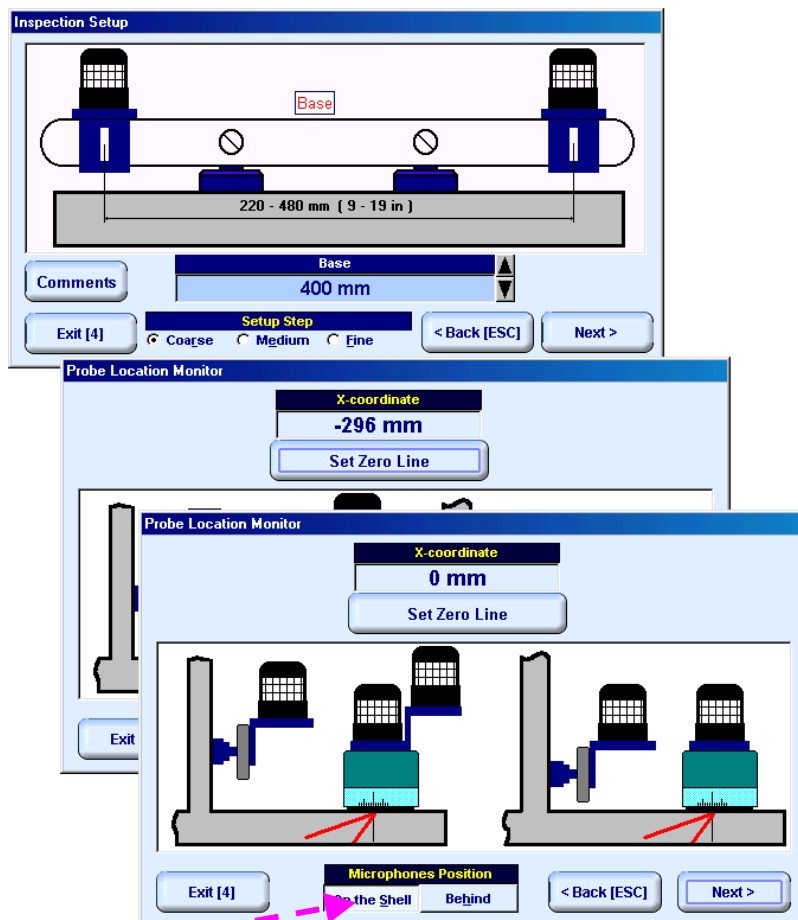 Inspection Setup
Base
220 - 480 mm ( 9 - 19 in )
Comments
Base
400 mm
Exit [4]
Setup Step
Coarse Medium Fine
< Back [ESC]
Next >
Probe Location Monitor
X-coordinate
-296 mm
Set Zero Line
Exit
Probe Location Monitor
X-coordinate
0 mm
Set Zero Line
Exit [4]
Microphones Position
On the Shell Behind
< Back [ESC]
Next >